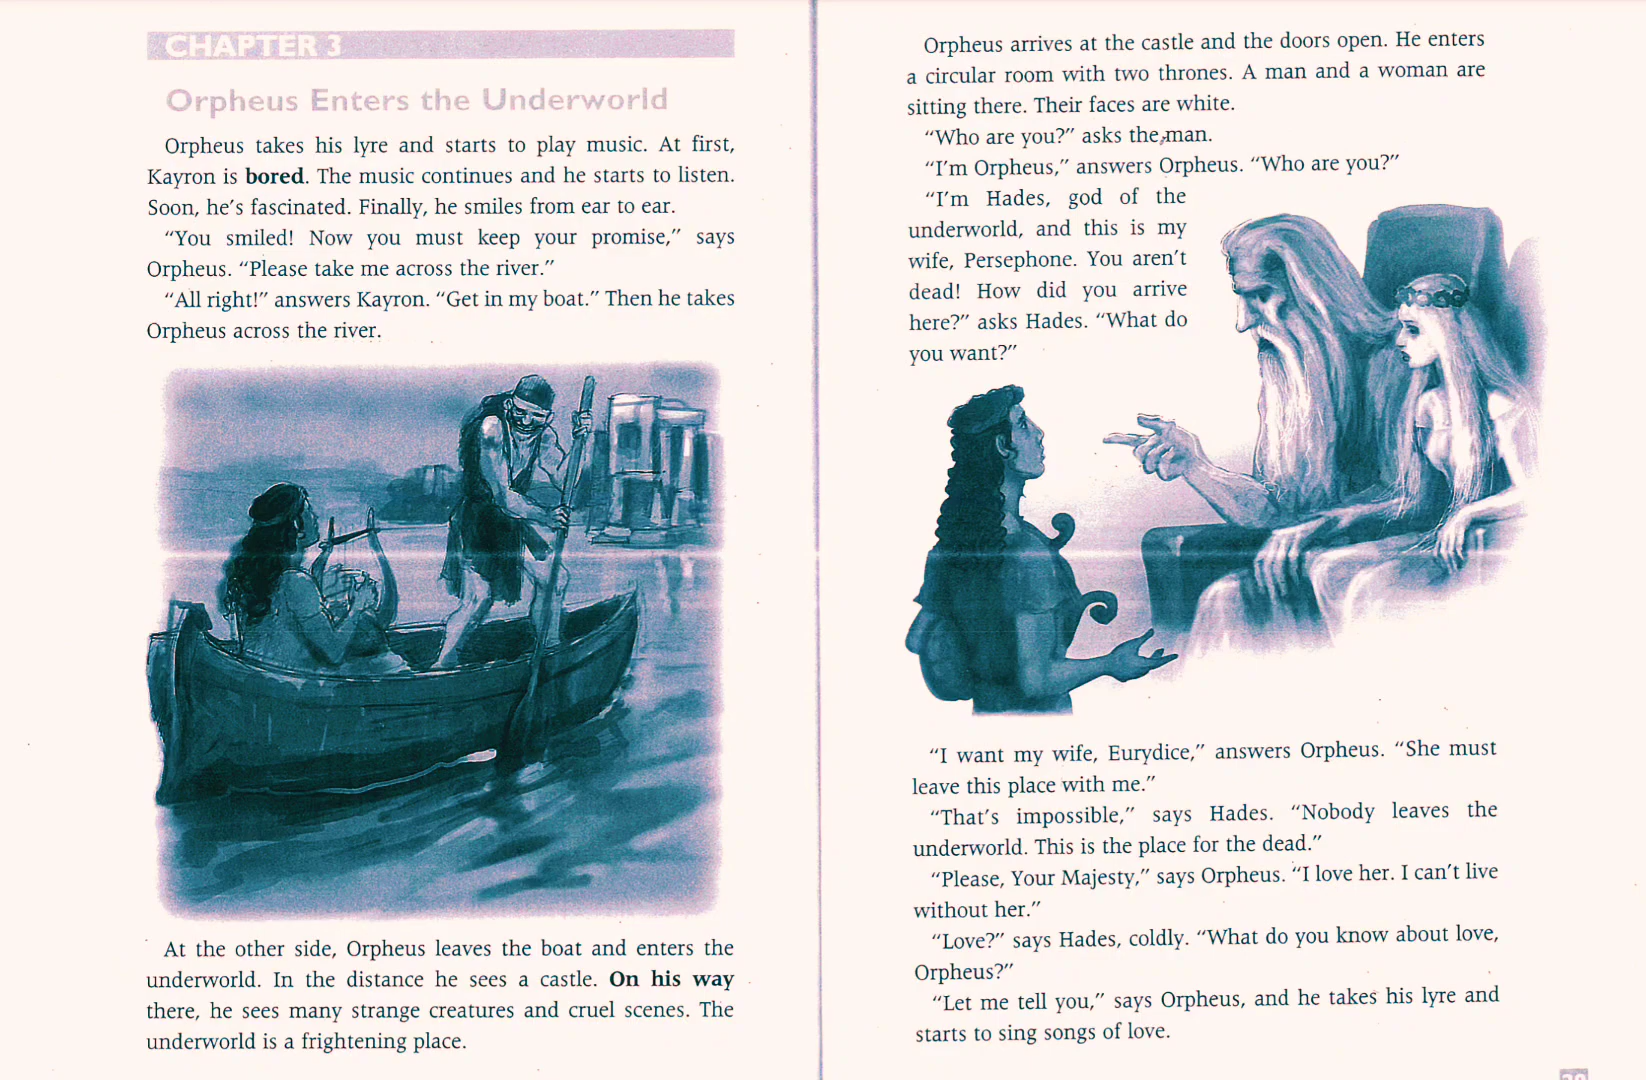 CHAPTER 3
Orpheus Enters the Underworld
Orpheus takes his lyre and starts to play music. At first,
Kayron is bored. The music continues and he starts to listen.
Soon, he's fascinated. Finally, he smiles from ear to ear.
“You smiled! Now you must keep your promise,” says
Orpheus. “Please take me across the river.”
“All right!” answers Kayron. “Get in my boat.” Then he takes
Orpheus across the river.
At the other side, Orpheus leaves the boat and enters the
underworld. In the distance he sees a castle. On his way
there, he sees many strange creatures and cruel scenes. The
underworld is a frightening place.
Orpheus arrives at the castle and the doors open. He enters
a circular room with two thrones. A man and a woman are
sitting there. Their faces are white.
“Who are you?” asks the man.
“I'm Orpheus,” answers Orpheus. “Who are you?”
“I'm Hades, god of the
underworld, and this is my
wife, Persephone. You aren't
dead! How did you arrive
here?” asks Hades. “What do
you want?”
“I want my wife, Eurydice,” answers Orpheus. “She must
leave this place with me.”
“That's impossible,” says Hades. “Nobody leaves the
underworld. This is the place for the dead.”
“Please, Your Majesty,” says Orpheus. “I love her. I can't live
without her.”
“Love?” says Hades, coldly. “What do you know about love,
Orpheus?”
“Let me tell you,” says Orpheus, and he takes his lyre and
starts to sing songs of love.